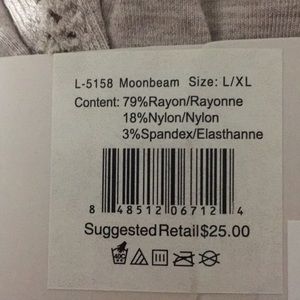 L-5158 Moonbeam Size: L/XL
Content: 79%Rayon/Rayonne
18%Nylon/Nylon
3%Spandex/Elasthanne
8 48512 06712 4
Suggested Retail$25.00